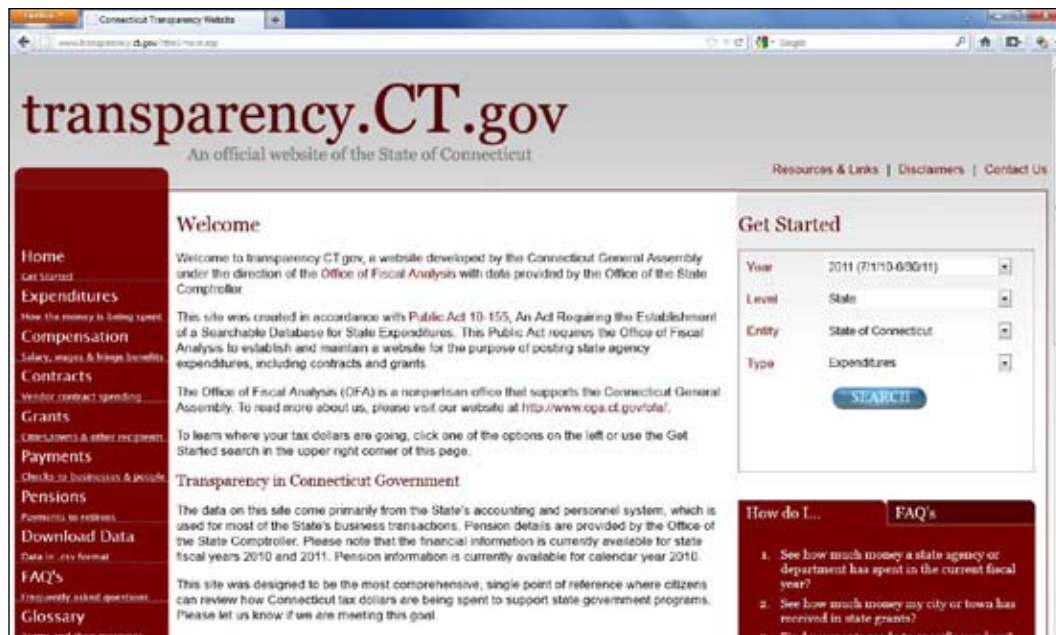 Connecticut Transparency Website
transparency.CT.gov
An official website of the State of Connecticut
Resources & Links | Disclaimers | Contact Us
Home
Get Started
Expenditures
How the money is being spent
Compensation
Salary, wages & fringe benefits
Contracts
Vendor contract spending
Grants
Cities, towns & other recipients
Payments
Checks to businesses & people
Pensions
Payments to retirees
Download Data
Data in .csv format
FAQ's
Frequently asked questions
Glossary
Welcome
Welcome to transparency.CT.gov, a website developed by the Connecticut General Assembly
under the direction of the Office of Fiscal Analysis with data provided by the Office of the State
Comptroller.
This site was created in accordance with Public Act 10-155, An Act Requiring the Establishment
of a Searchable Database for State Expenditures. This Public Act requires the Office of Fiscal
Analysis to establish and maintain a website for the purpose of posting state agency
expenditures, including contracts and grants.
The Office of Fiscal Analysis (OFA) is a nonpartisan office that supports the Connecticut General
Assembly. To read more about us, please visit our website at http://www.cga.ct.gov/ofa/.
To learn where your tax dollars are going, click one of the options on the left or use the Get
Started search in the upper right corner of this page.
Transparency in Connecticut Government
The data on this site come primarily from the State's accounting and personnel system, which is
used for most of the State's business transactions. Pension details are provided by the Office of
the State Comptroller. Please note that the financial information is currently available for state
fiscal years 2010 and 2011. Pension information is currently available for calendar year 2010.
This site was designed to be the most comprehensive, single point of reference where citizens
can review how Connecticut tax dollars are being spent to support state government programs.
Please let us know if we are meeting this goal.
Get Started
Year 2011 (7/1/10-6/30/11)
Level State
Entity State of Connecticut
Type Expenditures
SEARCH
How do I... FAQ's
1. See how much money a state agency or
department has spent in the current fiscal
year?
2. See how much money my city or town has
received in state grants?